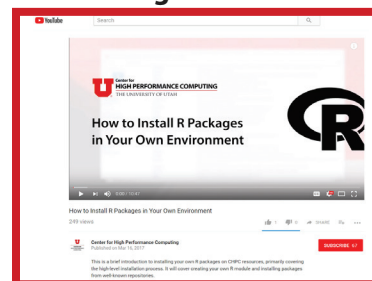 YouTube
Search
Center for
HIGH PERFORMANCE COMPUTING
THE UNIVERSITY OF UTAH
How to Install R Packages
in Your Own Environment
R
How to Install R Packages in Your Own Environment
249 views
SHARE
Center for High Performance Computing
Published on Mar 16, 2017
SUBSCRIBE 67
This is a brief introduction to installing your own R packages on CHPC resources, primarily covering
the high-level installation process. It will cover creating your own R module and installing packages
from well-known repositories.